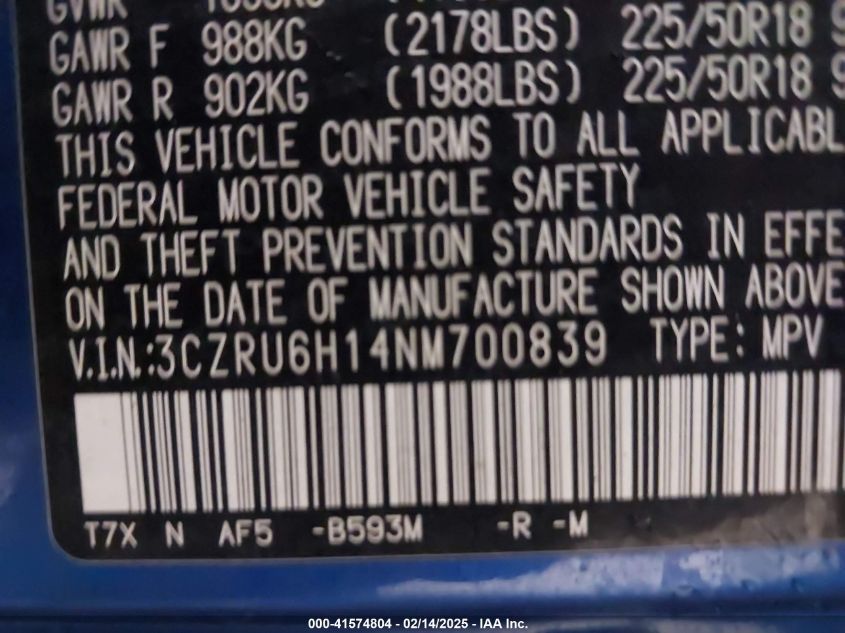 GVWR
GAWR F 988KG (2178LBS) 225/50R18
GAWR R 902KG (1988LBS) 225/50R18
THIS VEHICLE CONFORMS TO ALL APPLICABL
FEDERAL MOTOR VEHICLE SAFETY
AND THEFT PREVENTION STANDARDS IN EFFE
ON THE DATE OF MANUFACTURE SHOWN ABOVE
V.I.N.:3CZRU6H14NM700839 TYPE: MPV
T7X N AF5 -B593M -R -M
000-41574804 - 02/14/2025 - IAA Inc.